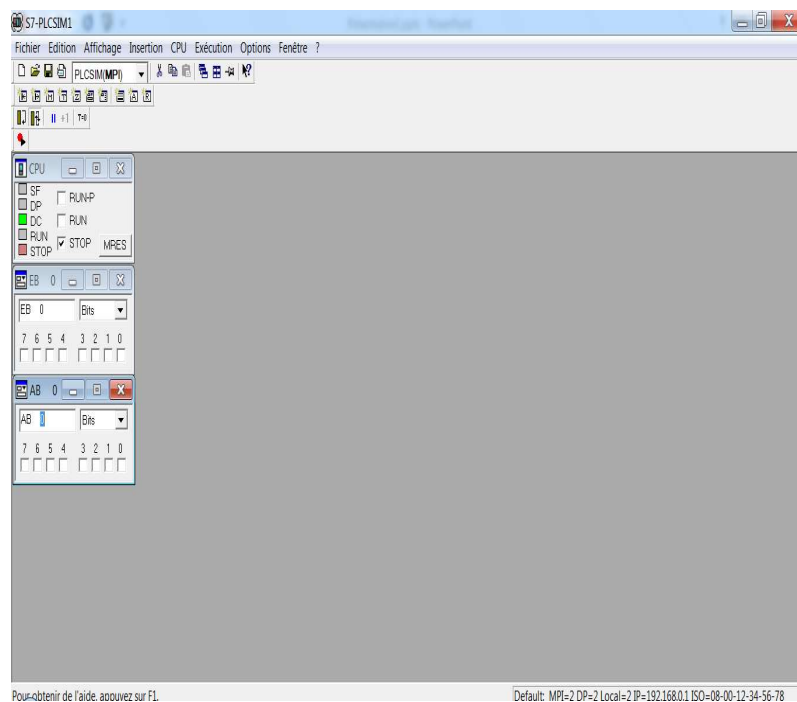 S7-PLCSIM1
Fichier Edition Affichage Insertion CPU Exécution Options Fenêtre ?
PLCSIM(MPI)
+1 T=0
CPU
SF
DP
DC
RUN
STOP
RUN-P
RUN
STOP
MRES
EB 0
EB 0 Bits
7 6 5 4 3 2 1 0
AB 0
AB 0 Bits
7 6 5 4 3 2 1 0
Pour obtenir de l'aide, appuyez sur F1.
Default: MPI=2 DP=2 Local=2 IP=192.168.0.1 ISO=08-00-12-34-56-78